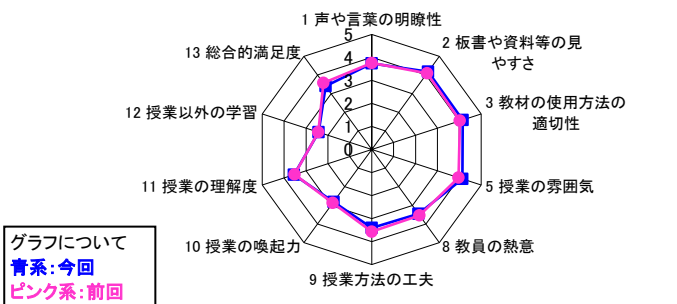 1 声や言葉の明瞭性
2 板書や資料等の見
やすさ
3 教材の使用方法の
適切性
5 授業の雰囲気
8 教員の熱意
9 授業方法の工夫
10 授業の喚起力
11 授業の理解度
12 授業以外の学習
13 総合的満足度
5
4
3
2
1
0
グラフについて
青系：今回
ピンク系：前回